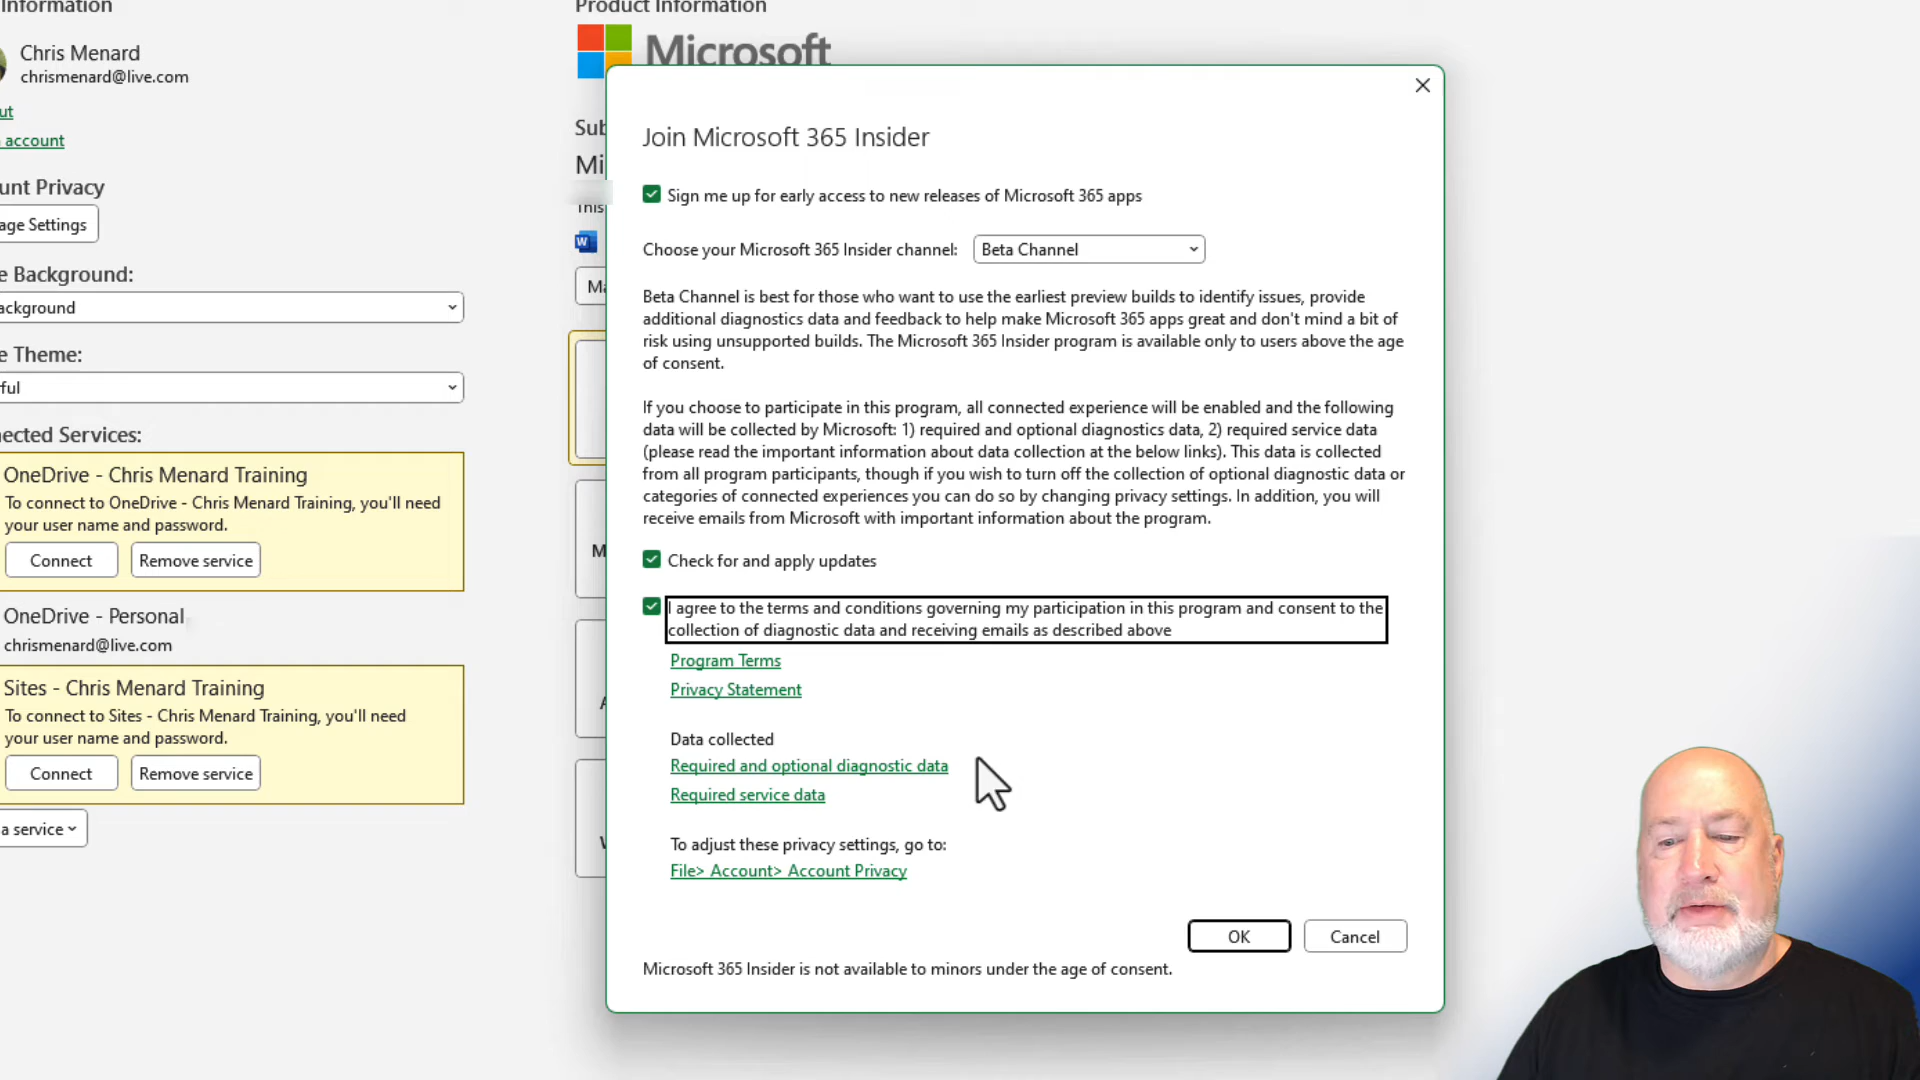 Information
Chris Menard
chrismenard@live.com
ut
account
unt Privacy
age Settings
e Background:
ackground
e Theme:
ful
ected Services:
OneDrive - Chris Menard Training
To connect to OneDrive - Chris Menard Training, you'll need
your user name and password.
Connect
Remove service
OneDrive - Personal
chrismenard@live.com
Sites - Chris Menard Training
To connect to Sites - Chris Menard Training, you'll need
your user name and password.
Connect
Remove service
a service
Product Information
Microsoft
Sub
Mi
This
W
Ma
M
Join Microsoft 365 Insider
Sign me up for early access to new releases of Microsoft 365 apps
Choose your Microsoft 365 Insider channel:
Beta Channel
Beta Channel is best for those who want to use the earliest preview builds to identify issues, provide
additional diagnostics data and feedback to help make Microsoft 365 apps great and don't mind a bit of
risk using unsupported builds. The Microsoft 365 Insider program is available only to users above the age
of consent.
If you choose to participate in this program, all connected experience will be enabled and the following
data will be collected by Microsoft: 1) required and optional diagnostics data, 2) required service data
(please read the important information about data collection at the below links). This data is collected
from all program participants, though if you wish to turn off the collection of optional diagnostic data or
categories of connected experiences you can do so by changing privacy settings. In addition, you will
receive emails from Microsoft with important information about the program.
Check for and apply updates
I agree to the terms and conditions governing my participation in this program and consent to the
collection of diagnostic data and receiving emails as described above
Program Terms
Privacy Statement
Data collected
Required and optional diagnostic data
Required service data
To adjust these privacy settings, go to:
File> Account> Account Privacy
OK
Cancel
Microsoft 365 Insider is not available to minors under the age of consent.